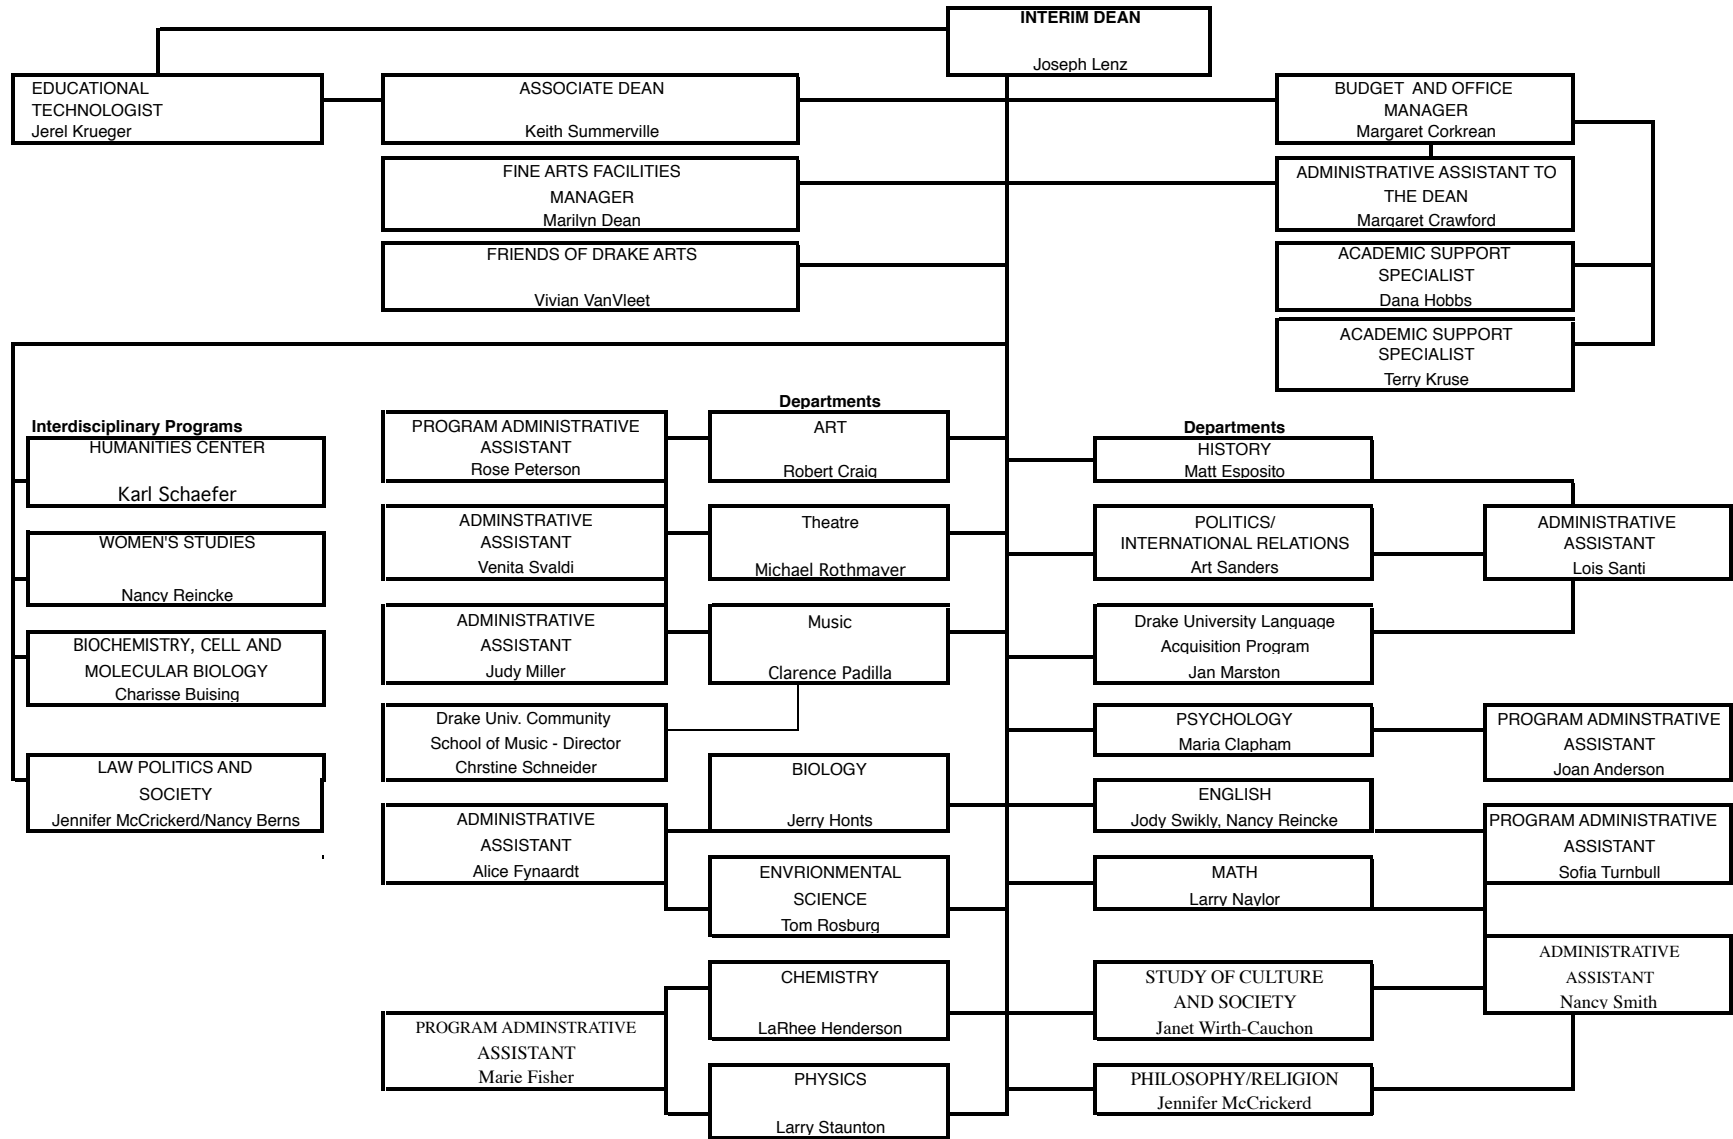 INTERIM DEAN
Joseph Lenz
EDUCATIONAL
TECHNOLOGIST
Jerel Krueger
ASSOCIATE DEAN
Keith Summerville
BUDGET AND OFFICE
MANAGER
Margaret Corkrean
FINE ARTS FACILITIES
MANAGER
Marilyn Dean
ADMINISTRATIVE ASSISTANT TO
THE DEAN
Margaret Crawford
FRIENDS OF DRAKE ARTS
Vivian VanVleet
ACADEMIC SUPPORT
SPECIALIST
Dana Hobbs
ACADEMIC SUPPORT
SPECIALIST
Terry Kruse
Interdisciplinary Programs
HUMANITIES CENTER
Karl Schaefer
WOMEN'S STUDIES
Nancy Reincke
BIOCHEMISTRY, CELL AND
MOLECULAR BIOLOGY
Charisse Buising
LAW POLITICS AND
SOCIETY
Jennifer McCrickerd/Nancy Berns
PROGRAM ADMINISTRATIVE
ASSISTANT
Rose Peterson
ADMINSTRATIVE
ASSISTANT
Venita Svaldi
ADMINISTRATIVE
ASSISTANT
Judy Miller
Drake Univ. Community
School of Music - Director
Chrstine Schneider
ADMINISTRATIVE
ASSISTANT
Alice Fynaardt
PROGRAM ADMINSTRATIVE
ASSISTANT
Marie Fisher
Departments
ART
Robert Craig
Theatre
Michael Rothmayer
Music
Clarence Padilla
BIOLOGY
Jerry Honts
ENVRIONMENTAL
SCIENCE
Tom Rosburg
CHEMISTRY
LaRhee Henderson
PHYSICS
Larry Staunton
Departments
HISTORY
Matt Esposito
POLITICS/
INTERNATIONAL RELATIONS
Art Sanders
Drake University Language
Acquisition Program
Jan Marston
PSYCHOLOGY
Maria Clapham
ENGLISH
Jody Swikly, Nancy Reincke
MATH
Larry Naylor
STUDY OF CULTURE
AND SOCIETY
Janet Wirth-Cauchon
PHILOSOPHY/RELIGION
Jennifer McCrickerd
ADMINISTRATIVE
ASSISTANT
Lois Santi
PROGRAM ADMINSTRATIVE
ASSISTANT
Joan Anderson
PROGRAM ADMINISTRATIVE
ASSISTANT
Sofia Turnbull
ADMINISTRATIVE
ASSISTANT
Nancy Smith